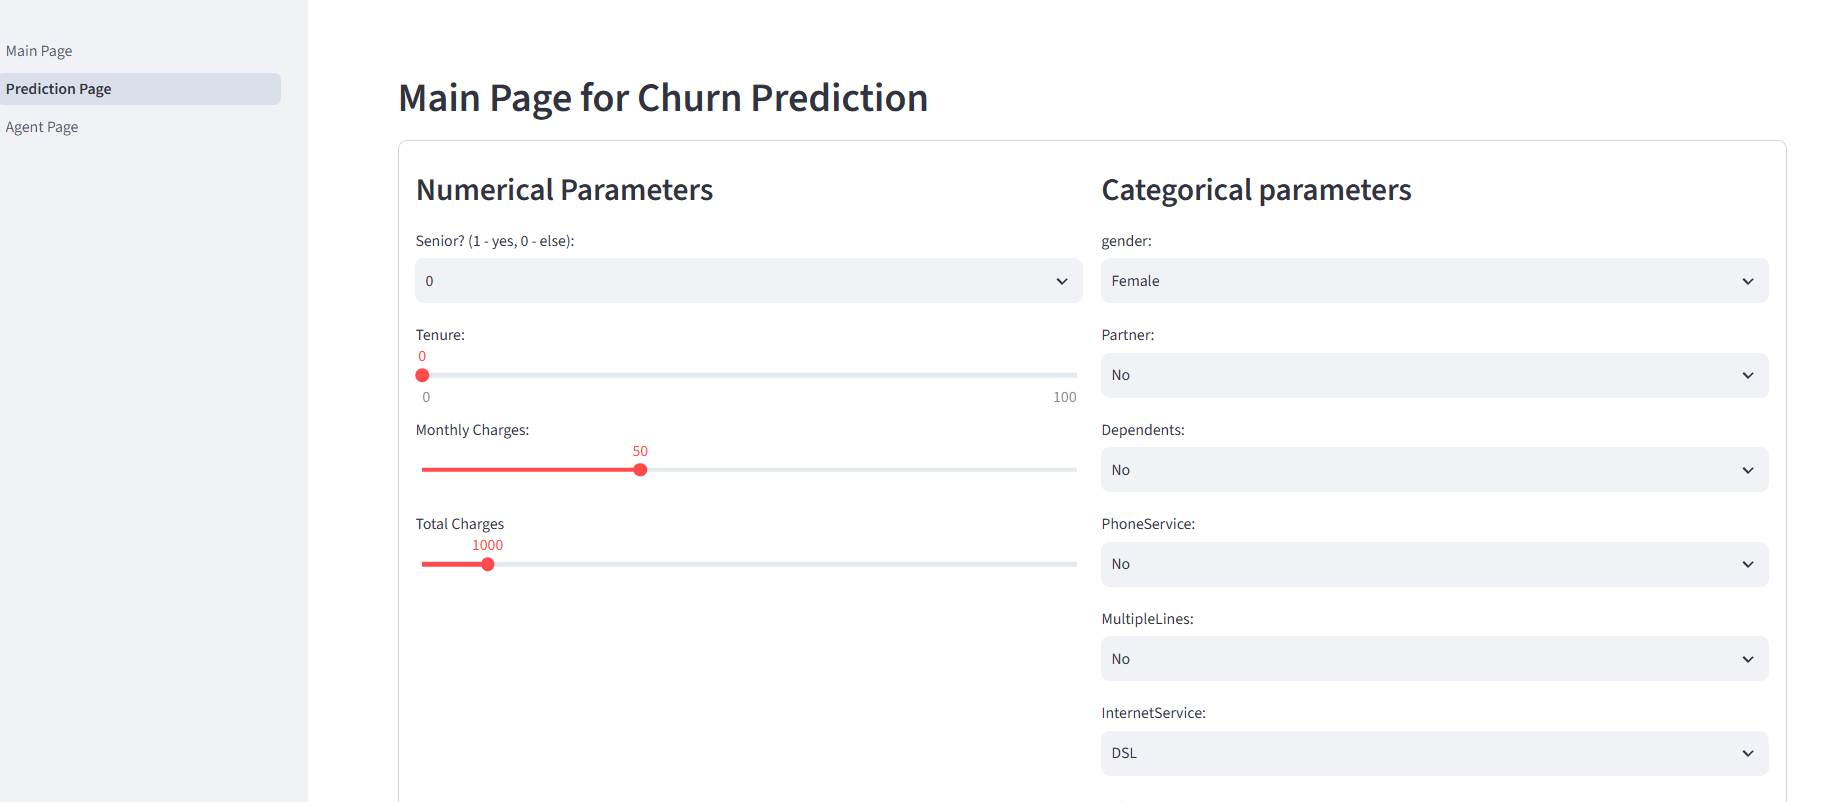 Main Page
Prediction Page
Agent Page
Main Page for Churn Prediction
Numerical Parameters
Senior? (1 - yes, 0 - else):
0
Tenure:
0
0 100
Monthly Charges:
50
Total Charges
1000
Categorical parameters
gender:
Female
Partner:
No
Dependents:
No
PhoneService:
No
MultipleLines:
No
InternetService:
DSL